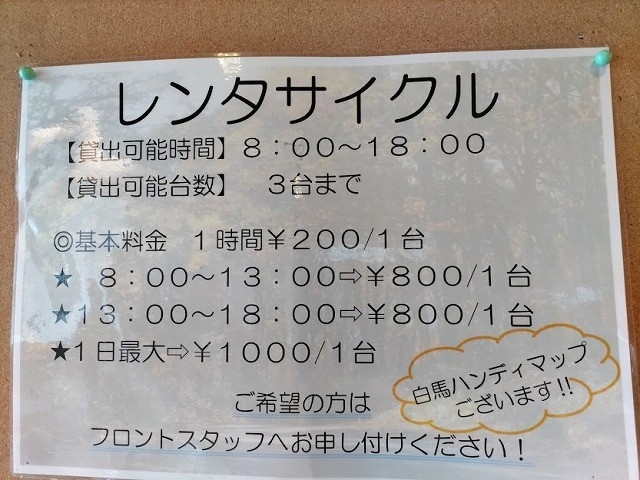 レンタサイクル
【貸出可能時間】８：００～１８：００
【貸出可能台数】　３台まで
◎基本料金　１時間￥２００/１台
★　８：００～１３：００⇨￥８００/１台
★１３：００～１８：００⇨￥８００/１台
★１日最大⇨￥１０００/１台
白馬ハンディマップ
ございます!!
ご希望の方は
フロントスタッフへお申し付けください！